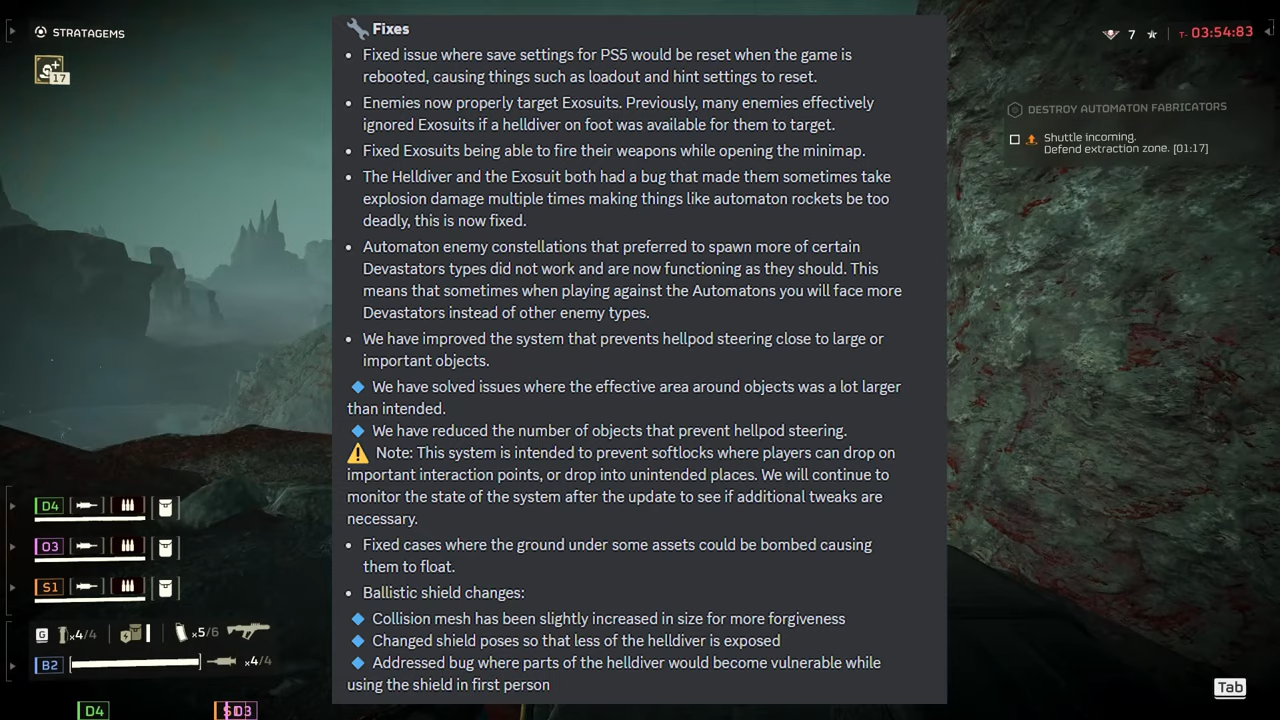 STRATAGEMS
17
7
T- 03:54:83
DESTROY AUTOMATON FABRICATORS
Shuttle incoming.
Defend extraction zone. [01:17]
Fixes
• Fixed issue where save settings for PS5 would be reset when the game is
rebooted, causing things such as loadout and hint settings to reset.
• Enemies now properly target Exosuits. Previously, many enemies effectively
ignored Exosuits if a helldiver on foot was available for them to target.
• Fixed Exosuits being able to fire their weapons while opening the minimap.
• The Helldiver and the Exosuit both had a bug that made them sometimes take
explosion damage multiple times making things like automaton rockets be too
deadly, this is now fixed.
• Automaton enemy constellations that preferred to spawn more of certain
Devastators types did not work and are now functioning as they should. This
means that sometimes when playing against the Automatons you will face more
Devastators instead of other enemy types.
• We have improved the system that prevents hellpod steering close to large or
important objects.
🔹 We have solved issues where the effective area around objects was a lot larger
than intended.
🔹 We have reduced the number of objects that prevent hellpod steering.
⚠️ Note: This system is intended to prevent softlocks where players can drop on
important interaction points, or drop into unintended places. We will continue to
monitor the state of the system after the update to see if additional tweaks are
necessary.
• Fixed cases where the ground under some assets could be bombed causing
them to float.
• Ballistic shield changes:
🔹 Collision mesh has been slightly increased in size for more forgiveness
🔹 Changed shield poses so that less of the helldiver is exposed
🔹 Addressed bug where parts of the helldiver would become vulnerable while
using the shield in first person
D4
O3
S1
G x4/4 x5/6
B2 x4/4
D4
O3
Tab